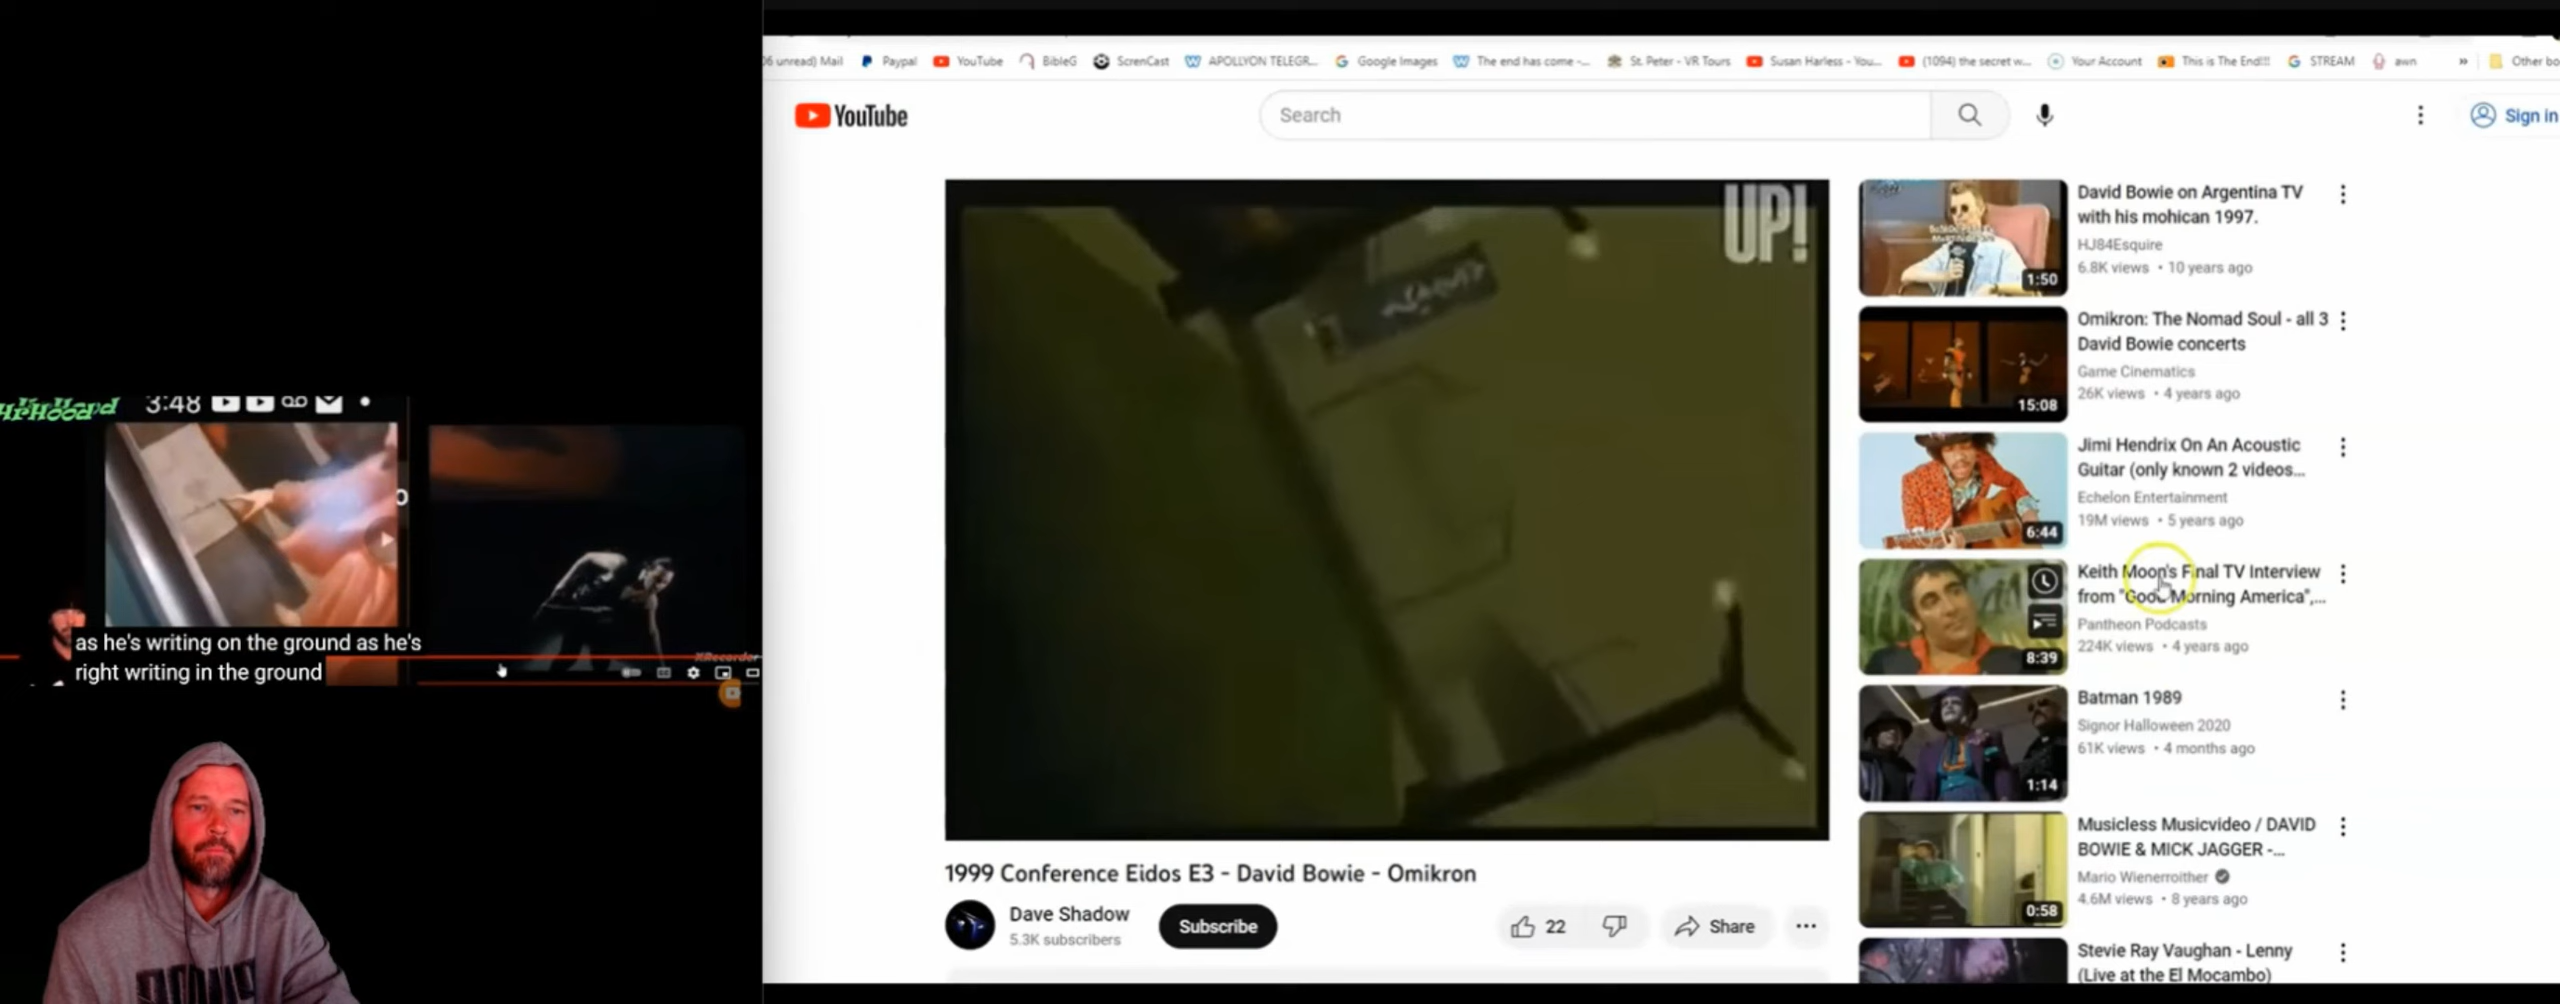 06 unread) Mail
Paypal
YouTube
BibleG
ScrenCast
APOLLYON TELEGR...
Google Images
The end has come -...
St. Peter - VR Tours
Susan Harless - You...
(1094) the secret w...
Your Account
This is The End!!!
STREAM
awn
»
Other bo
YouTube
Search
Sign in
UP!
3:48
as he's writing on the ground as he's
right writing in the ground
XRecorder
1999 Conference Eidos E3 - David Bowie - Omikron
Dave Shadow
5.3K subscribers
Subscribe
22
Share
David Bowie on Argentina TV
with his mohican 1997.
HJ84Esquire
6.8K views • 10 years ago
1:50
Omikron: The Nomad Soul - all 3
David Bowie concerts
Game Cinematics
26K views • 4 years ago
15:08
Jimi Hendrix On An Acoustic
Guitar (only known 2 videos...
Echelon Entertainment
19M views • 5 years ago
6:44
Keith Moon's Final TV Interview
from "Good Morning America",...
Pantheon Podcasts
224K views • 4 years ago
8:39
Batman 1989
Signor Halloween 2020
61K views • 4 months ago
1:14
Musicless Musicvideo / DAVID
BOWIE & MICK JAGGER -...
Mario Wienerroither
4.6M views • 8 years ago
0:58
Stevie Ray Vaughan - Lenny
(Live at the El Mocambo)